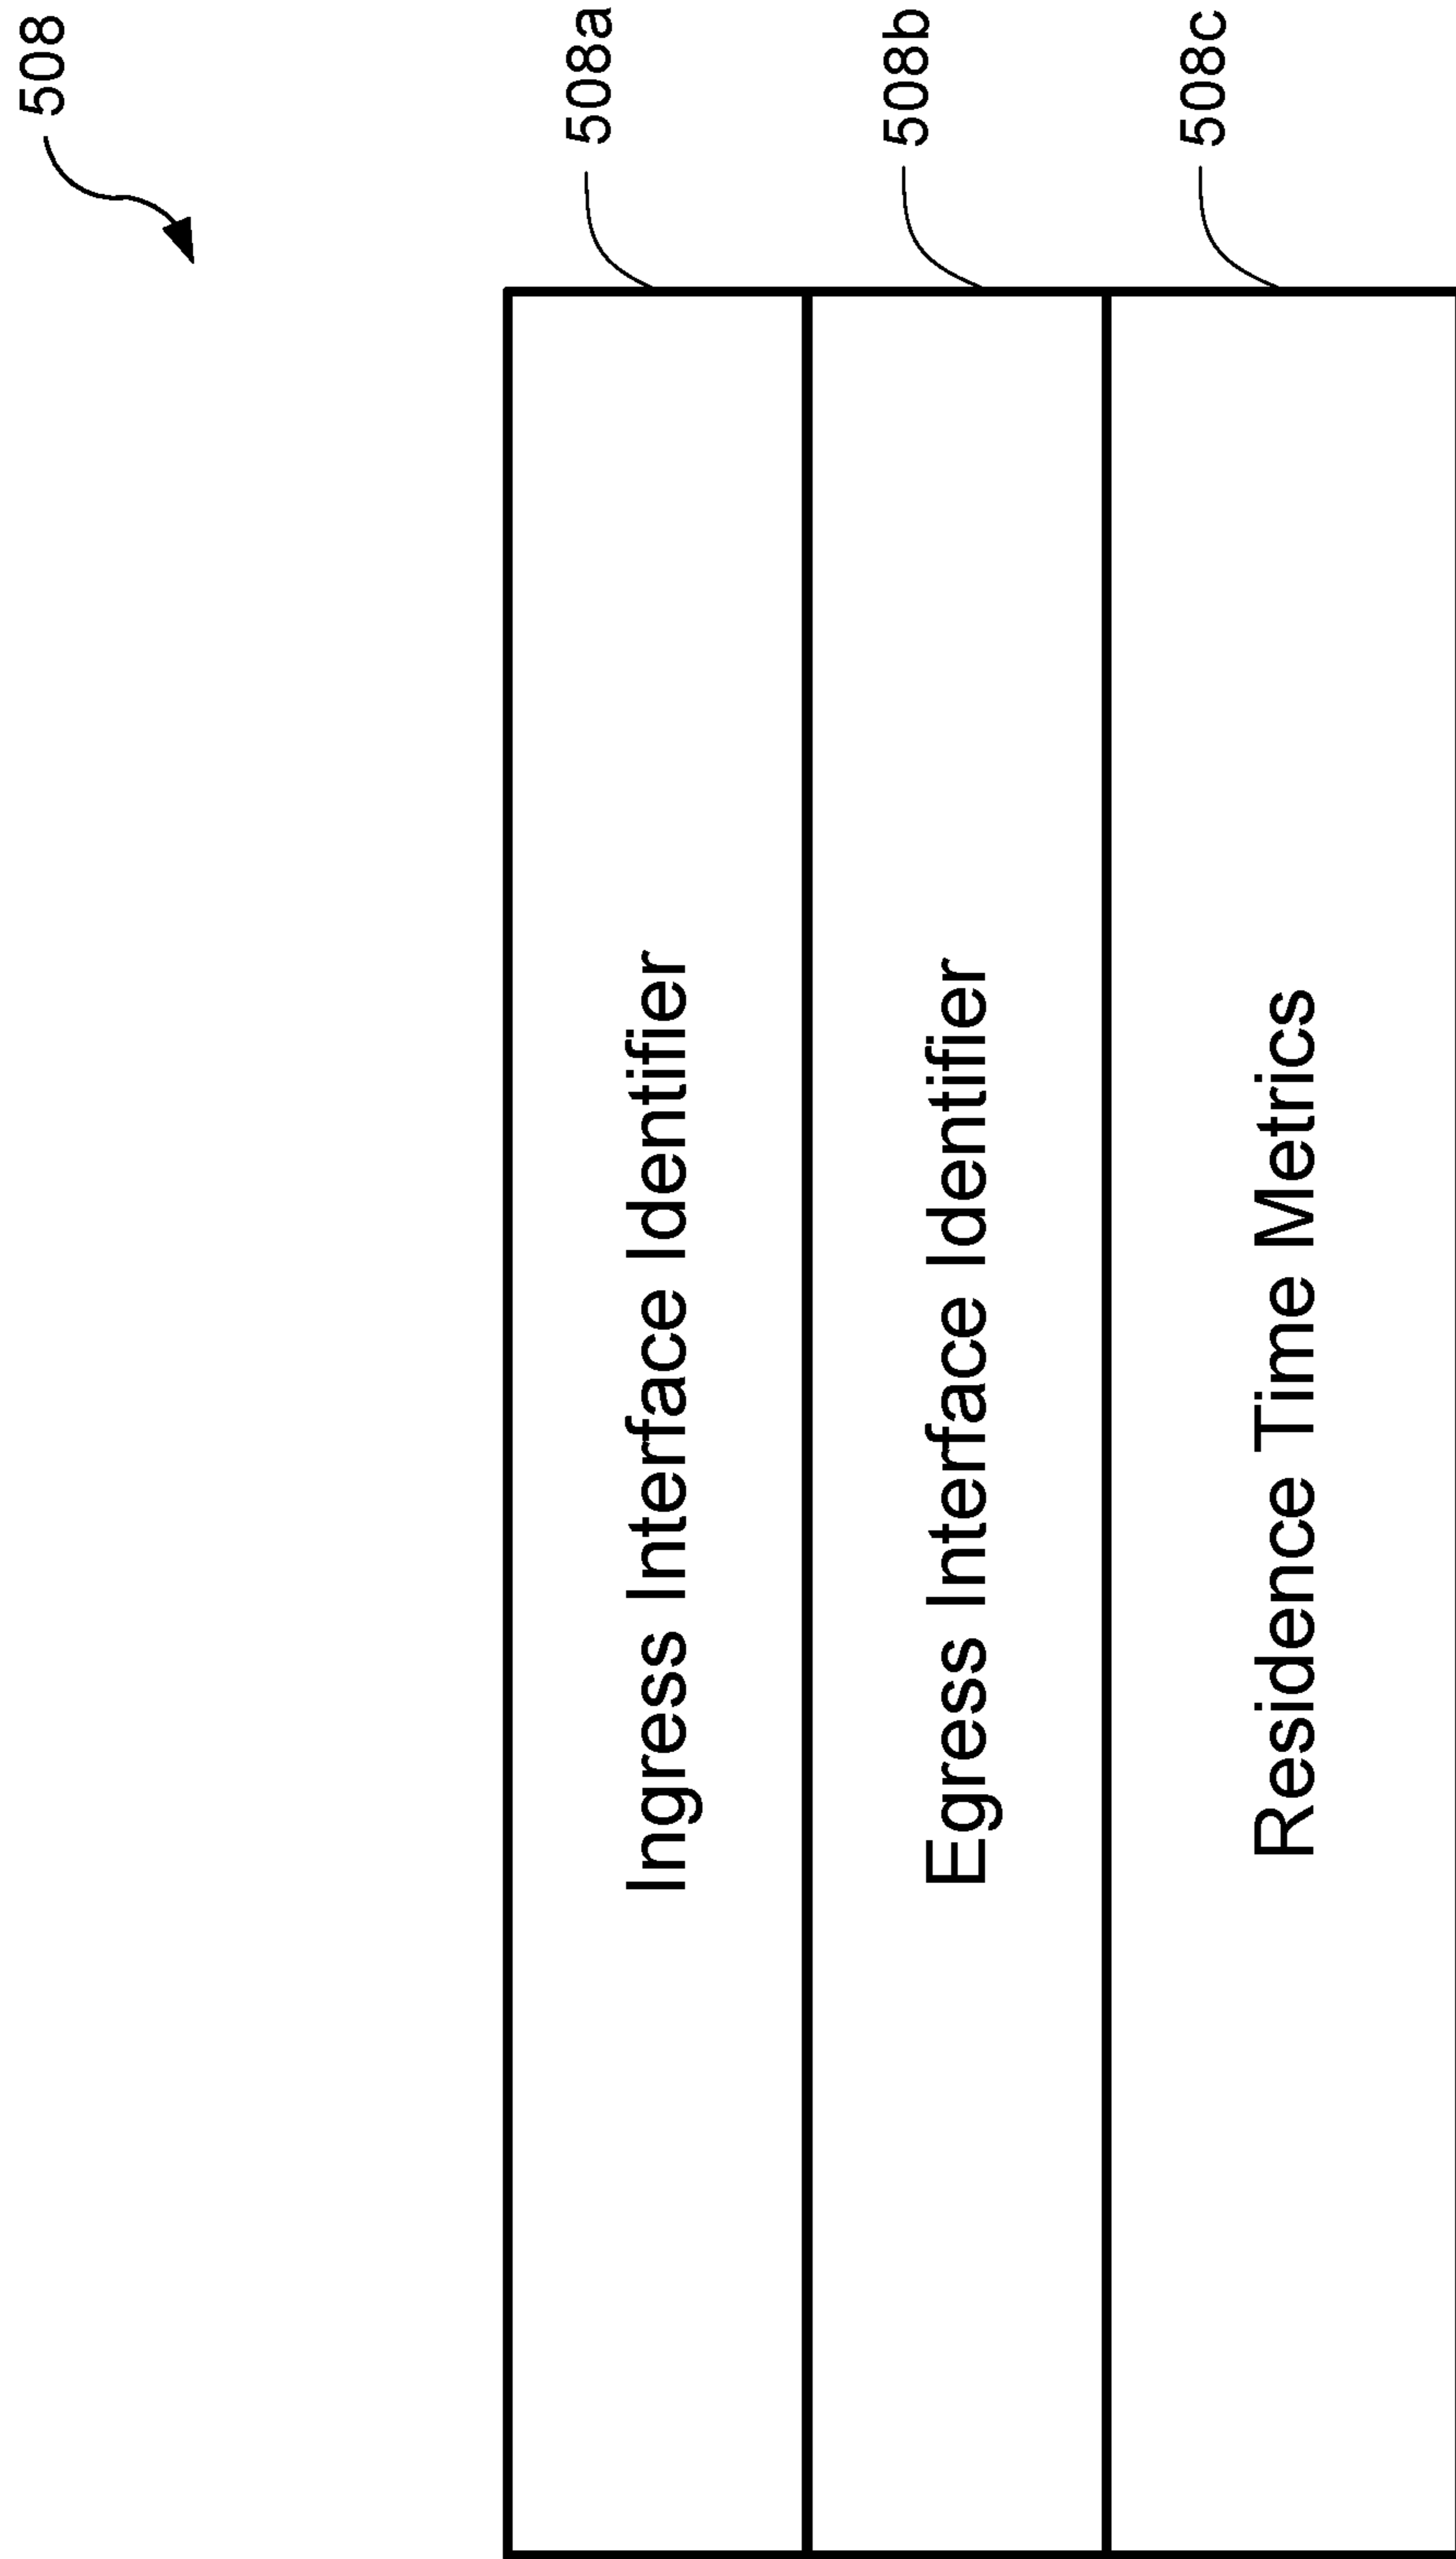 508
Ingress Interface Identifier
508a
Egress Interface Identifier
508b
Residence Time Metrics
508c